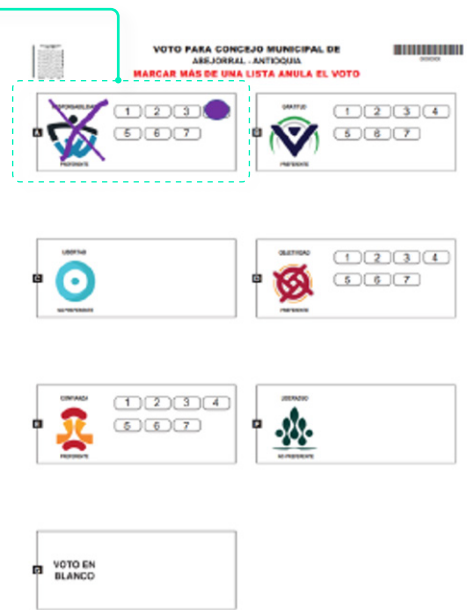 VOTO PARA CONCEJO MUNICIPAL DE
ABEJORRAL - ANTIOQUIA
MARCAR MÁS DE UNA LISTA ANULA EL VOTO
RESPONSABILIDAD
1 2 3
A
5 6 7
PREFERENTE
GRATITUD
1 2 3 4
5 6 7
PREFERENTE
LIBERTAD
C
NO PREFERENTE
OBJETIVIDAD
1 2 3 4
D
5 6 7
PREFERENTE
CONFIANZA
1 2 3 4
E
5 6 7
PREFERENTE
LIDERAZGO
F
NO PREFERENTE
G
VOTO EN
BLANCO